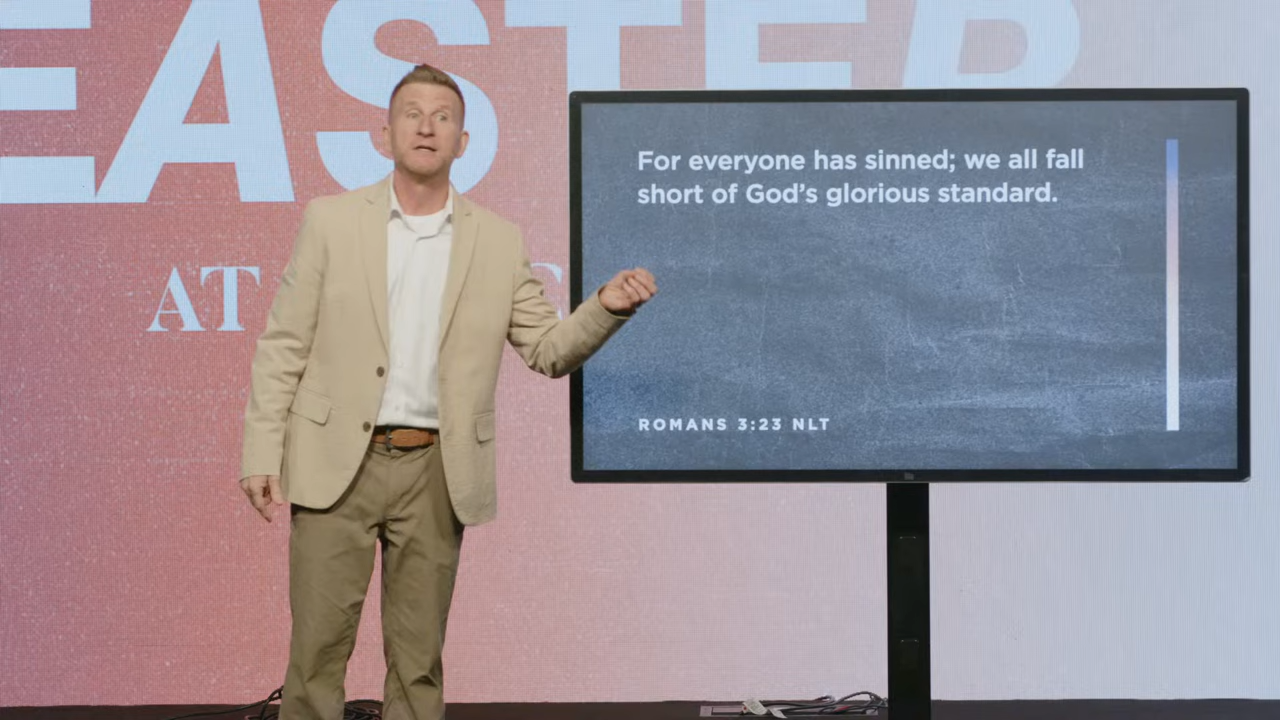 EASTER
AT
For everyone has sinned; we all fall
short of God's glorious standard.
ROMANS 3:23 NLT